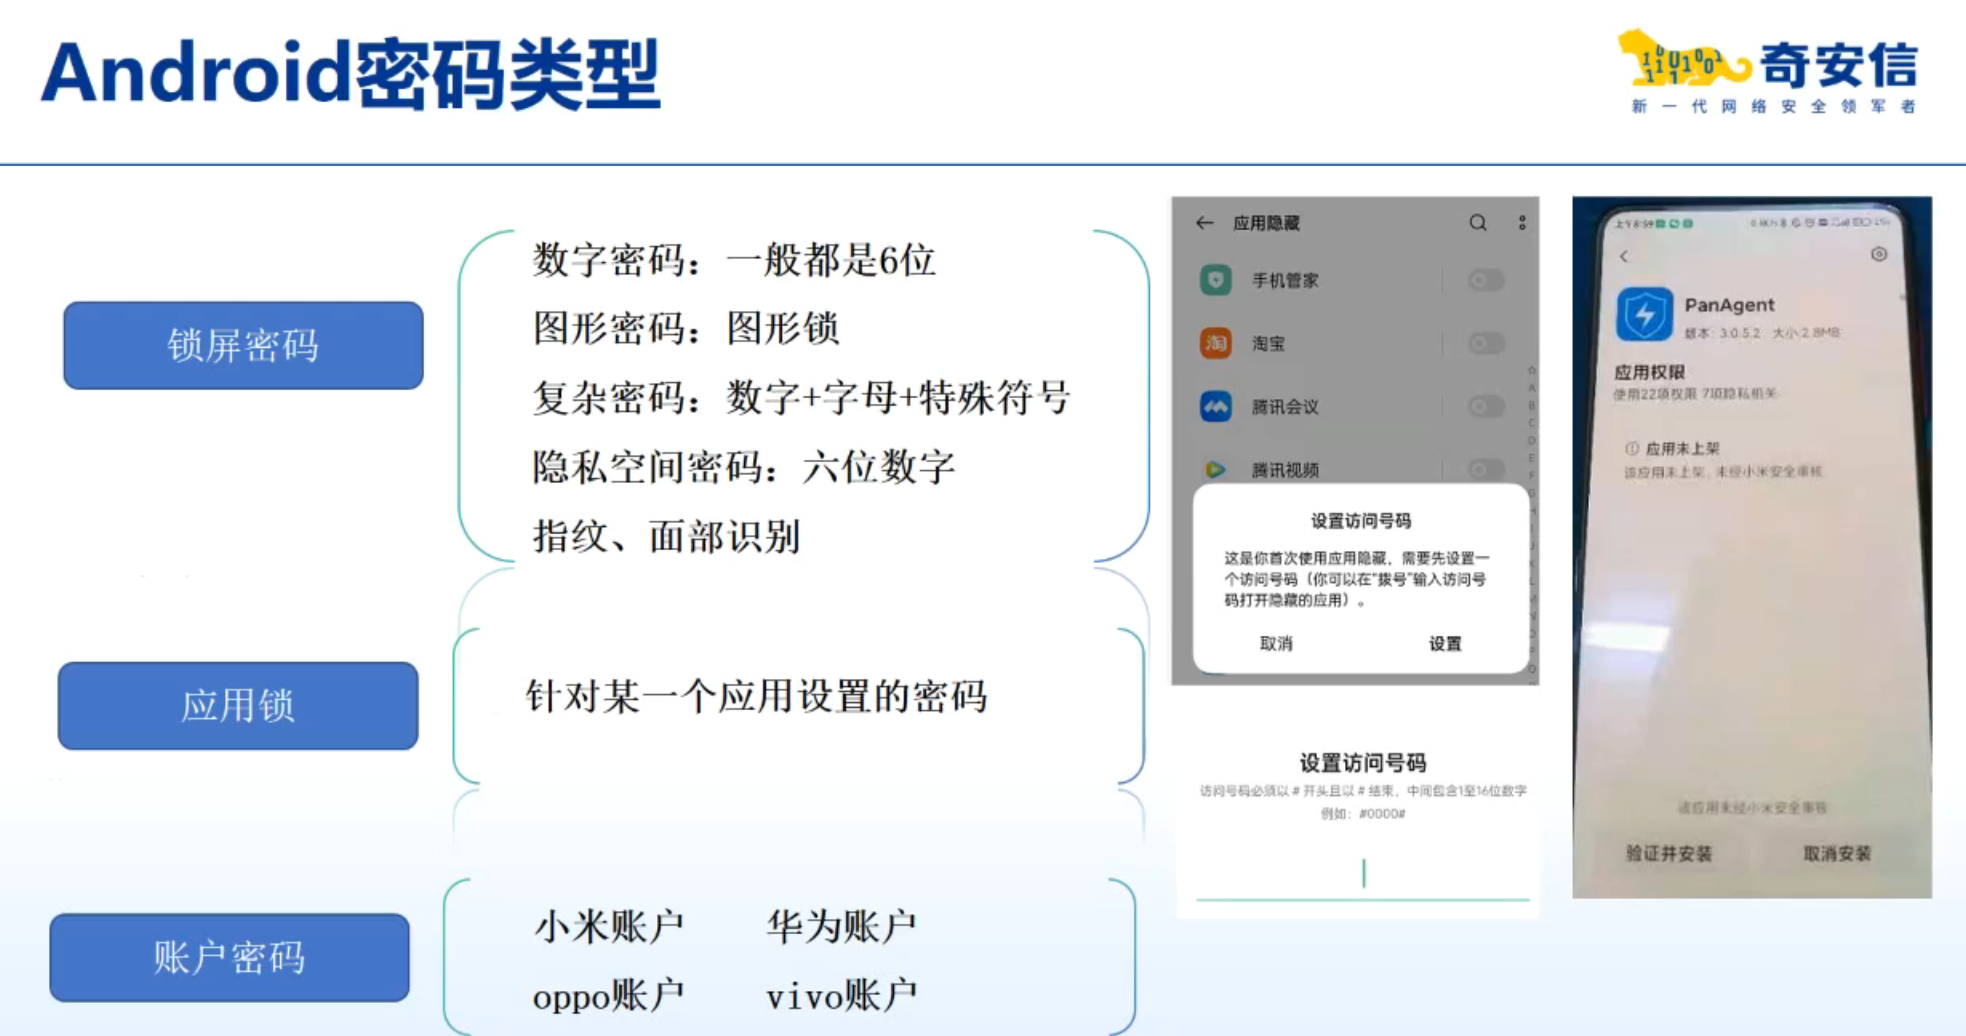 Android密码类型
奇安信
新一代网络安全领军者
锁屏密码
数字密码：一般都是6位
图形密码：图形锁
复杂密码：数字+字母+特殊符号
隐私空间密码：六位数字
指纹、面部识别
应用锁
针对某一个应用设置的密码
账户密码
小米账户 华为账户
oppo账户 vivo账户
应用隐藏
手机管家
淘 淘宝
腾讯会议
腾讯视频
设置访问号码
这是你首次使用应用隐藏，需要先设置一
个访问号码（你可以在“拨号”输入访问号
码打开隐藏的应用）。
取消 设置
设置访问号码
访问号码必须以 # 开头且以 # 结束，中间包含1至16位数字
例如：#0000#
PanAgent
版本：3.0.5.2 大小:2.8MB
应用权限
使用22项权限 7项隐私相关
应用未上架
该应用未上架，未经小米安全审核
该应用未经小米安全审核
验证并安装 取消安装